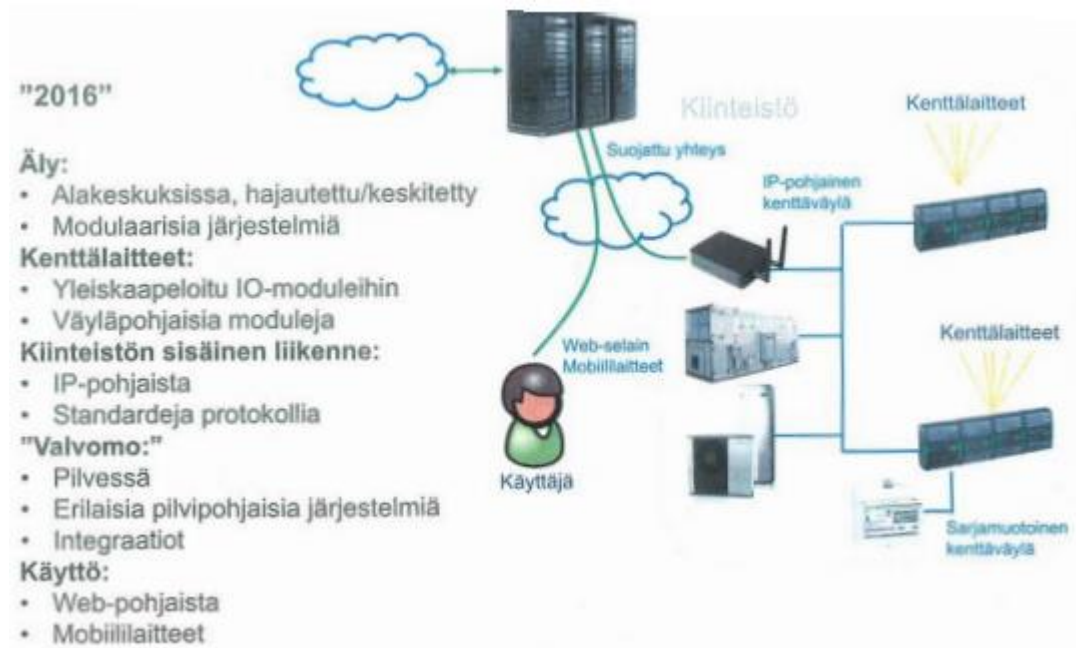 "2016"
Äly:
• Alakeskuksissa, hajautettu/keskitetty
• Modulaarisia järjestelmiä
Kenttälaitteet:
• Yleiskaapeloitu IO-moduleihin
• Väyläpohjaisia moduleja
Kiinteistön sisäinen liikenne:
• IP-pohjaista
• Standardeja protokollia
"Valvomo:"
• Pilvessä
• Erilaisia pilvipohjaisia järjestelmiä
• Integraatiot
Käyttö:
• Web-pohjaista
• Mobiililaitteet
Kiinteistö
Suojattu yhteys
Kenttälaitteet
IP-pohjainen
kenttäväylä
Kenttälaitteet
Web-selain
Mobiililaitteet
Käyttäjä
Sarjamuotoinen
kenttäväylä